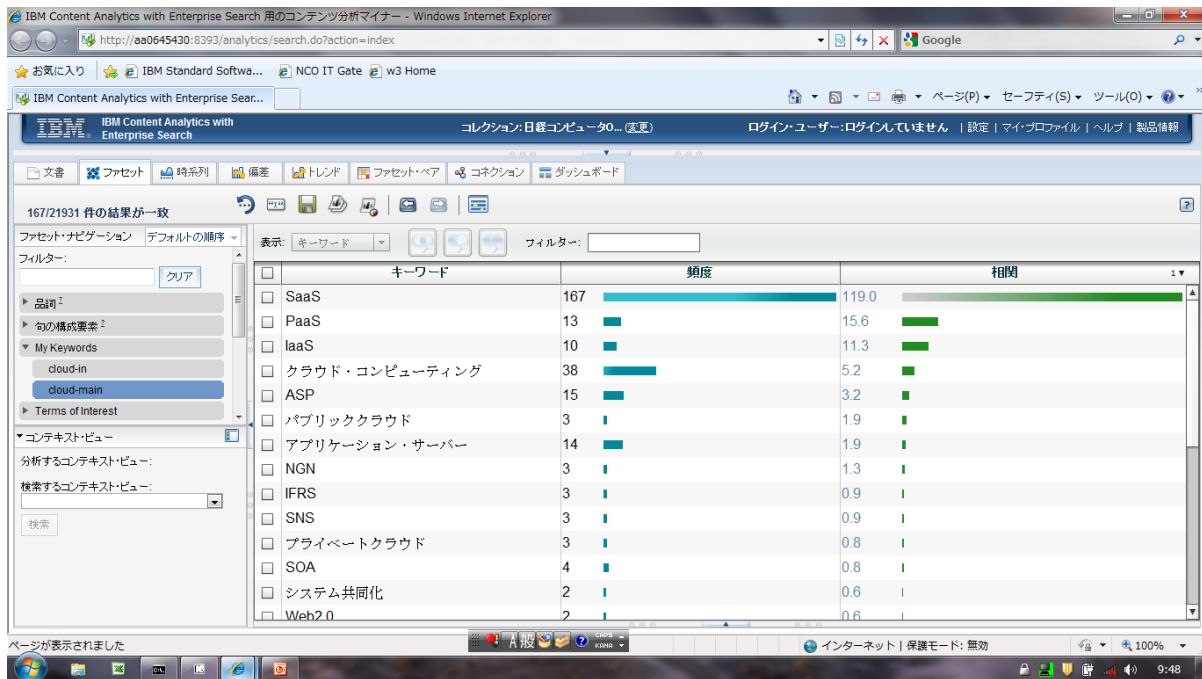 IBM Content Analytics with Enterprise Search 用のコンテンツ分析マイナー - Windows Internet Explorer
http://aa0645430:8393/analytics/search.do?action=index
Google
お気に入り IBM Standard Softwa... NCO IT Gate w3 Home
IBM Content Analytics with Enterprise Sear...
ページ(P) セーフティ(S) ツール(O)
IBM IBM Content Analytics with Enterprise Search
コレクション:日経コンピュータO... (変更)
ログイン・ユーザー:ログインしていません | 設定 | マイ・プロファイル | ヘルプ | 製品情報
文書 ファセット 時系列 偏差 トレンド ファセット・ペア コネクション ダッシュボード
167/21931 件の結果が一致
ファセット・ナビゲーション デフォルトの順序
フィルター:
クリア
品詞 ?
句の構成要素 ?
My Keywords
cloud-in
cloud-main
Terms of Interest
コンテキスト・ビュー
分析するコンテキスト・ビュー:
検索するコンテキスト・ビュー:
検索
表示: キーワード フィルター:
キーワード 頻度 相関 1
SaaS 167 119.0
PaaS 13 15.6
IaaS 10 11.3
クラウド・コンピューティング 38 5.2
ASP 15 3.2
パブリッククラウド 3 1.9
アプリケーション・サーバー 14 1.9
NGN 3 1.3
IFRS 3 0.9
SNS 3 0.9
プライベートクラウド 3 0.8
SOA 4 0.8
システム共同化 2 0.6
Web2.0 2 0.6
ページが表示されました
A 般 CAPS KANA
インターネット | 保護モード: 無効
100%
9:48